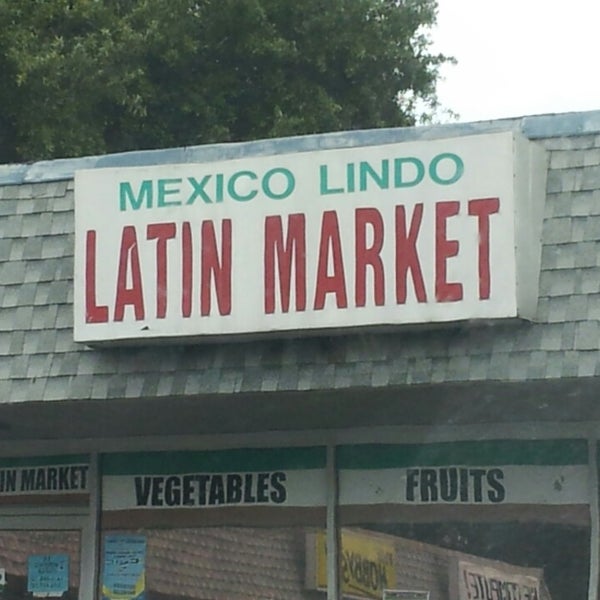 MEXICO LINDO
LATIN MARKET
IN MARKET
VEGETABLES
FRUITS